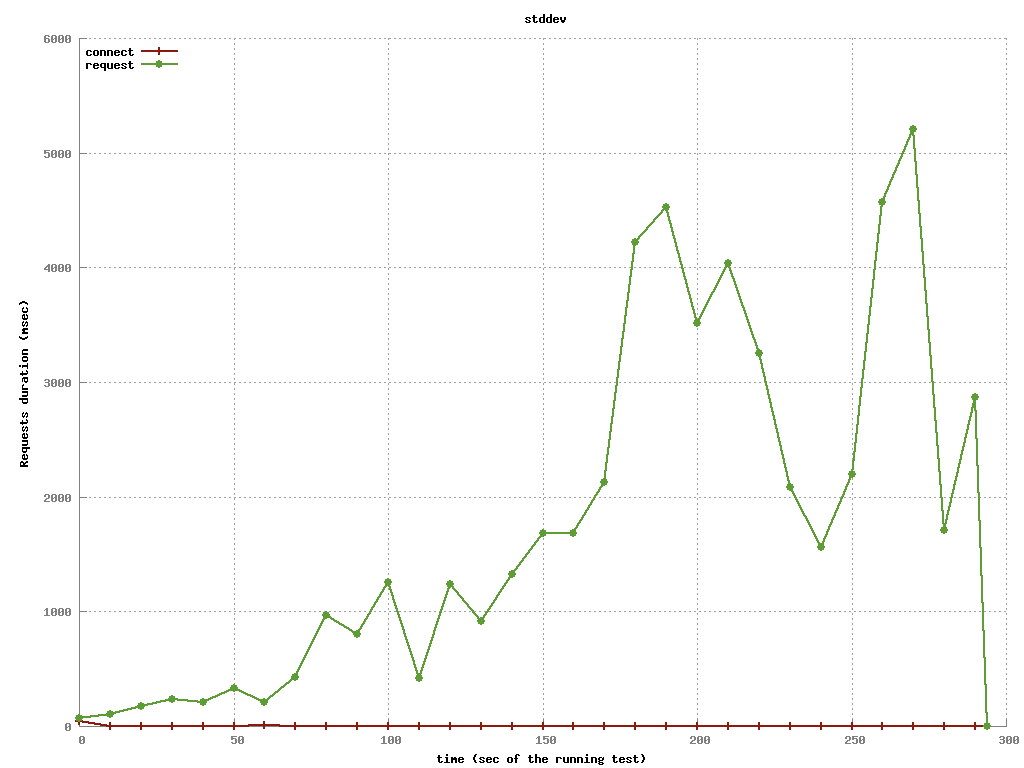 stddev
connect
request
6000
5000
4000
3000
2000
1000
0
Requests duration (msec)
0 50 100 150 200 250 300
time (sec of the running test)